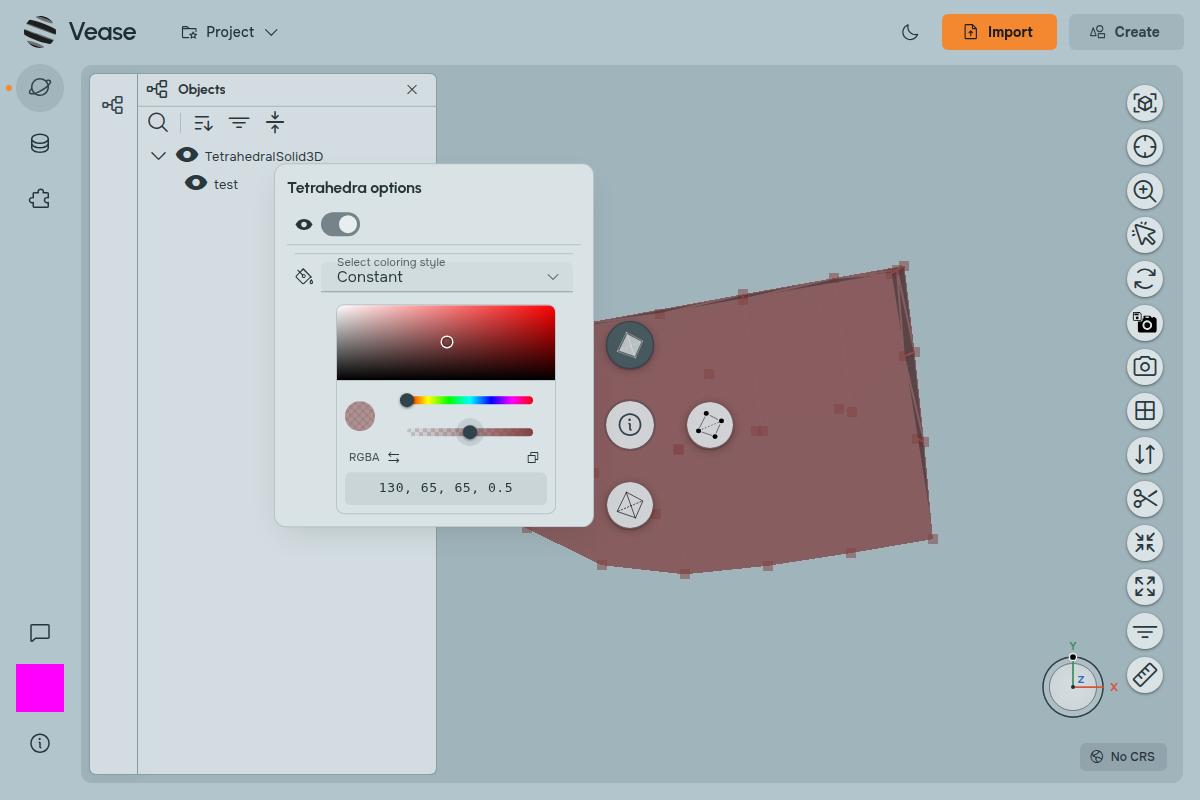 Vease
Project
Import
Create
Objects
TetrahedralSolid3D
test
Tetrahedra options
Select coloring style
Constant
RGBA
130, 65, 65, 0.5
Y
Z
X
No CRS